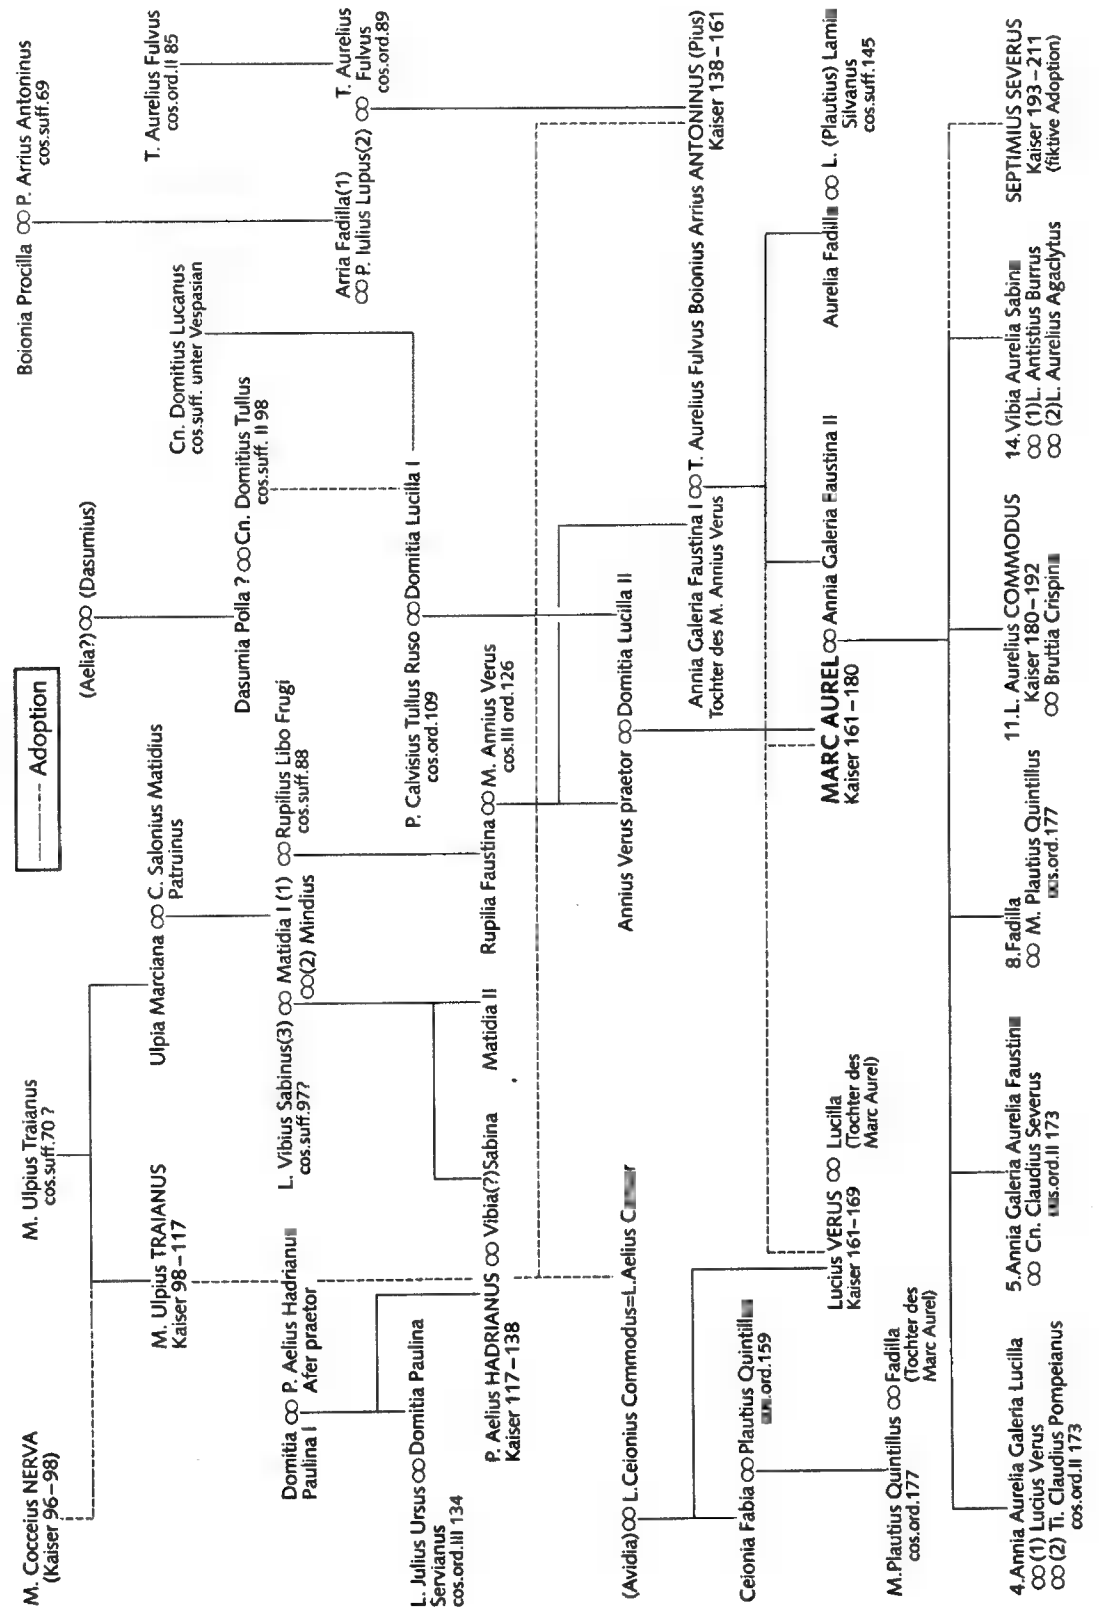 M. Cocceius NERVA
(Kaiser 96–98)
M. Ulpius Traianus
cos.suff.70 ?
---- Adoption
Boionia Procilla ∞ P. Arrius Antoninus
cos.suff.69
(Aelia?) ∞ (Dasumius)
M. Ulpius TRAIANUS
Kaiser 98–117
Ulpia Marciana ∞ C. Salonius Matidius
Patruinus
Cn. Domitius Lucanus
cos.suff. unter Vespasian
T. Aurelius Fulvus
cos.ord.II 85
Dasumia Polla ? ∞ Cn. Domitius Tullus
cos.suff. II 98
Domitia ∞ P. Aelius
Paulina I Afer praetor
L. Vibius Sabinus(3) ∞ Matidia I (1) ∞ Rupilius Libo Frugi
cos.suff.97? ∞(2) Mindius cos.suff.88
Arria Fadilla(1) ∞ T. Aurelius
∞ P. Iulius Lupus(2) Fulvus
cos.ord.89
L. Julius Ursus ∞ Domitia Paulina
Servianus
cos.ord.III 134
P. Calvisius Tullus Ruso ∞ Domitia Lucilla I
cos.ord.109
P. Aelius HADRIANUS ∞ Vibia(?)Sabina
Kaiser 117–138
Matidia II
Rupilia Faustina ∞ M. Annius Verus
cos.III ord.126
(Avidia) ∞ L.Ceionius Commodus=L.Aelius
Annius Verus praetor ∞ Domitia Lucilla II
Annia Galeria Faustina I ∞ T. Aurelius Fulvus Boionius Arrius ANTONINUS (Pius)
Tochter des M. Annius Verus Kaiser 138–161
Ceionia Fabia ∞ Plautius
Lucius VERUS ∞ Lucilla
Kaiser 161–169 (Tochter des
Marc Aurel)
MARC AUREL ∞ Annia Galeria Faustina II
Kaiser 161–180
Aurelia ∞ L. (Plautius)
Silvanus
cos.suff.145
M.Plautius Quintillus ∞ Fadilla
cos.ord.177 (Tochter des
Marc Aurel)
4.Annia Aurelia Galeria Lucilla
∞ (1) Lucius Verus
∞ (2) Ti. Claudius Pompeianus
cos.ord.II 173
5.Annia Galeria Aurelia
∞ Cn. Claudius Severus
173
8.Fadilla
∞ M. Plautius Quintillus
11.L. Aurelius COMMODUS
Kaiser 180–192
∞ Bruttia
14.Vibia Aurelia
∞ (1)L. Antistius Burrus
∞ (2)L. Aurelius Agaclytus
SEPTIMIUS SEVERUS
Kaiser 193–211
(fiktive Adoption)